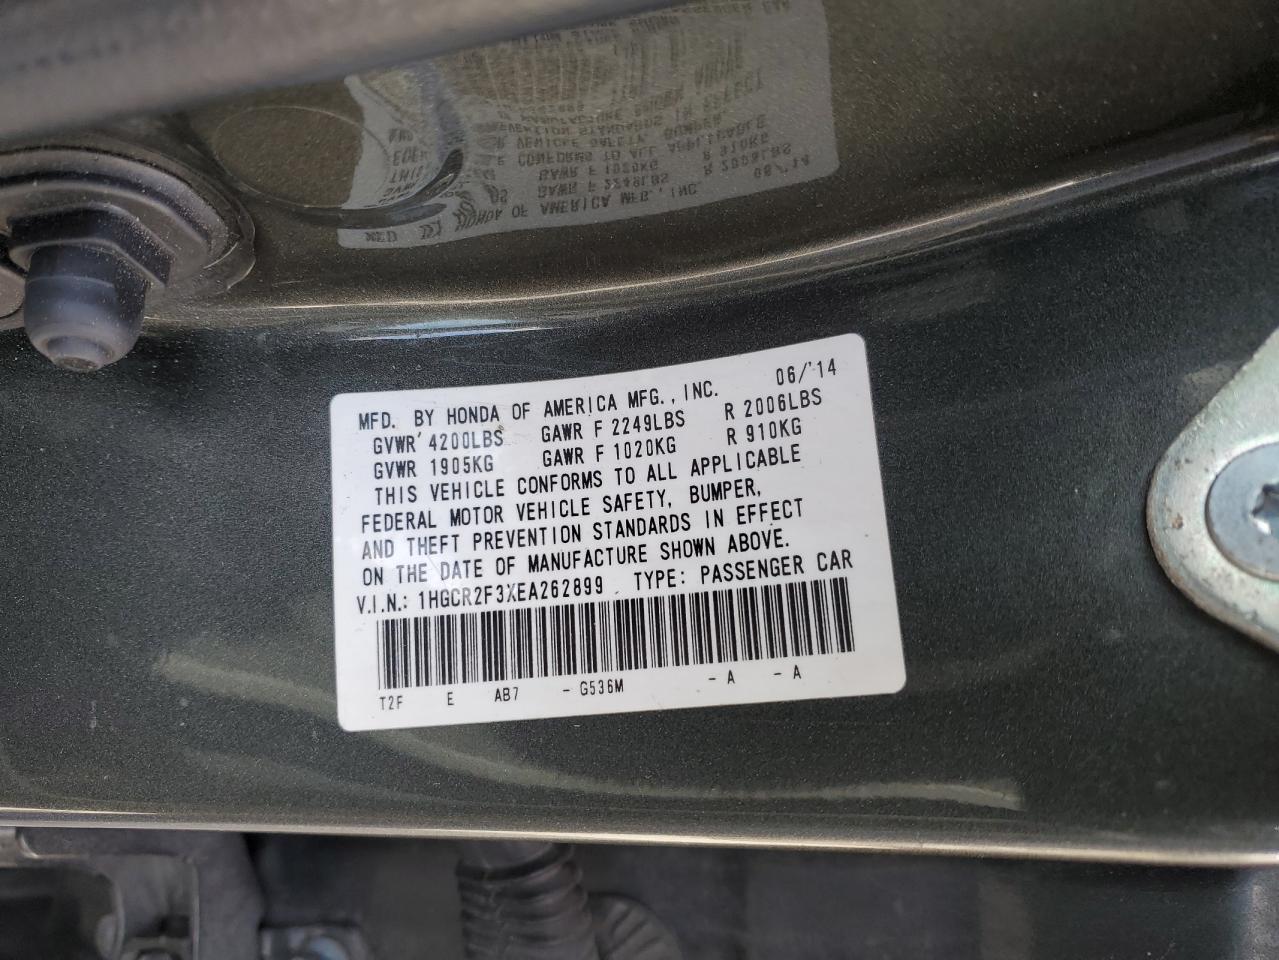 MFD. BY HONDA OF AMERICA MFG., INC. 06/'14
GVWR 4200LBS GAWR F 2249LBS R 2006LBS
GVWR 1905KG GAWR F 1020KG R 910KG
THIS VEHICLE CONFORMS TO ALL APPLICABLE
FEDERAL MOTOR VEHICLE SAFETY, BUMPER,
AND THEFT PREVENTION STANDARDS IN EFFECT
ON THE DATE OF MANUFACTURE SHOWN ABOVE.
V.I.N.: 1HGCR2F3XEA262899 TYPE: PASSENGER CAR
T2F E AB7 - G536M - A - A